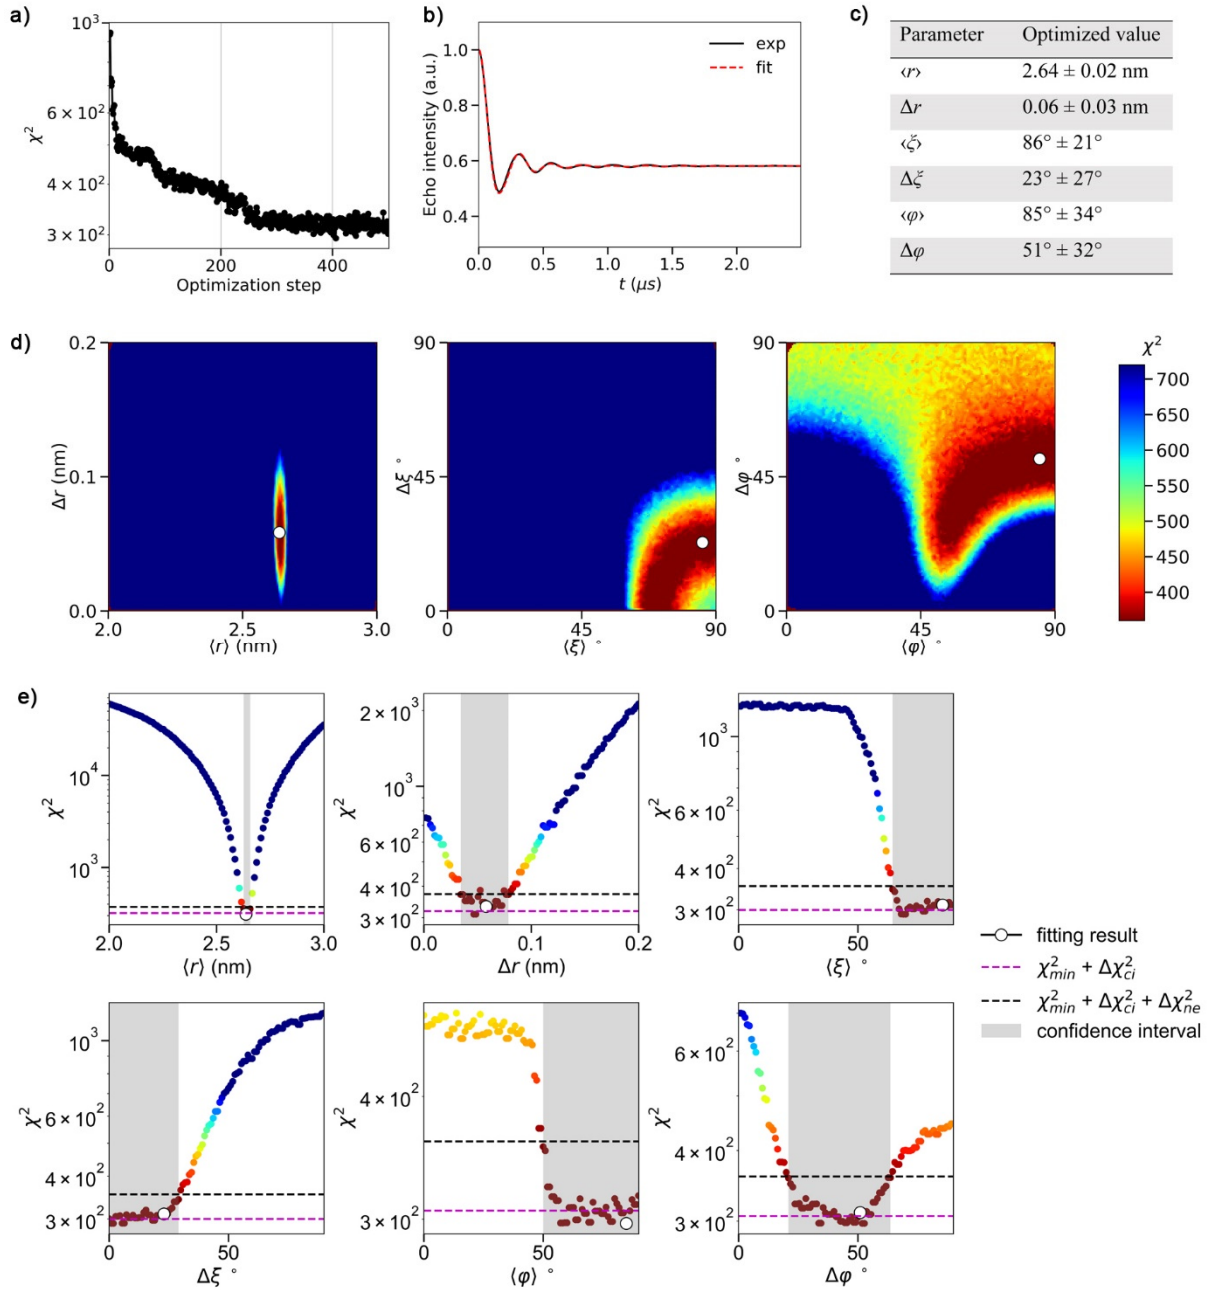 a)
10³
6 × 10²
4 × 10²
3 × 10²
χ²
0
200
400
Optimization step
b)
1.0
0.8
0.6
0.4
Echo intensity (a.u.)
exp
fit
0.0
0.5
1.0
1.5
2.0
t (μs)
c)
Parameter Optimized value
‹r› 2.64 ± 0.02 nm
Δr 0.06 ± 0.03 nm
‹ξ› 86° ± 21°
Δξ 23° ± 27°
‹φ› 85° ± 34°
Δφ 51° ± 32°
d)
0.2
0.1
0.0
Δr (nm)
2.0
2.5
3.0
⟨r⟩ (nm)
90
45
0
Δξ °
0
45
90
⟨ξ⟩ °
90
45
0
Δφ °
0
45
90
⟨φ⟩ °
χ²
700
650
600
550
500
450
400
e)
10⁴
10³
χ²
2.0
2.5
3.0
⟨r⟩ (nm)
2 × 10³
10³
6 × 10²
4 × 10²
3 × 10²
χ²
0.0
0.1
0.2
Δr (nm)
10³
6 × 10²
4 × 10²
3 × 10²
χ²
0
50
⟨ξ⟩ °
fitting result
χ²min + Δχ²ci
χ²min + Δχ²ci + Δχ²ne
confidence interval
10³
6 × 10²
4 × 10²
3 × 10²
χ²
0
50
Δξ °
4 × 10²
3 × 10²
χ²
0
50
⟨φ⟩ °
6 × 10²
4 × 10²
3 × 10²
χ²
0
50
Δφ °